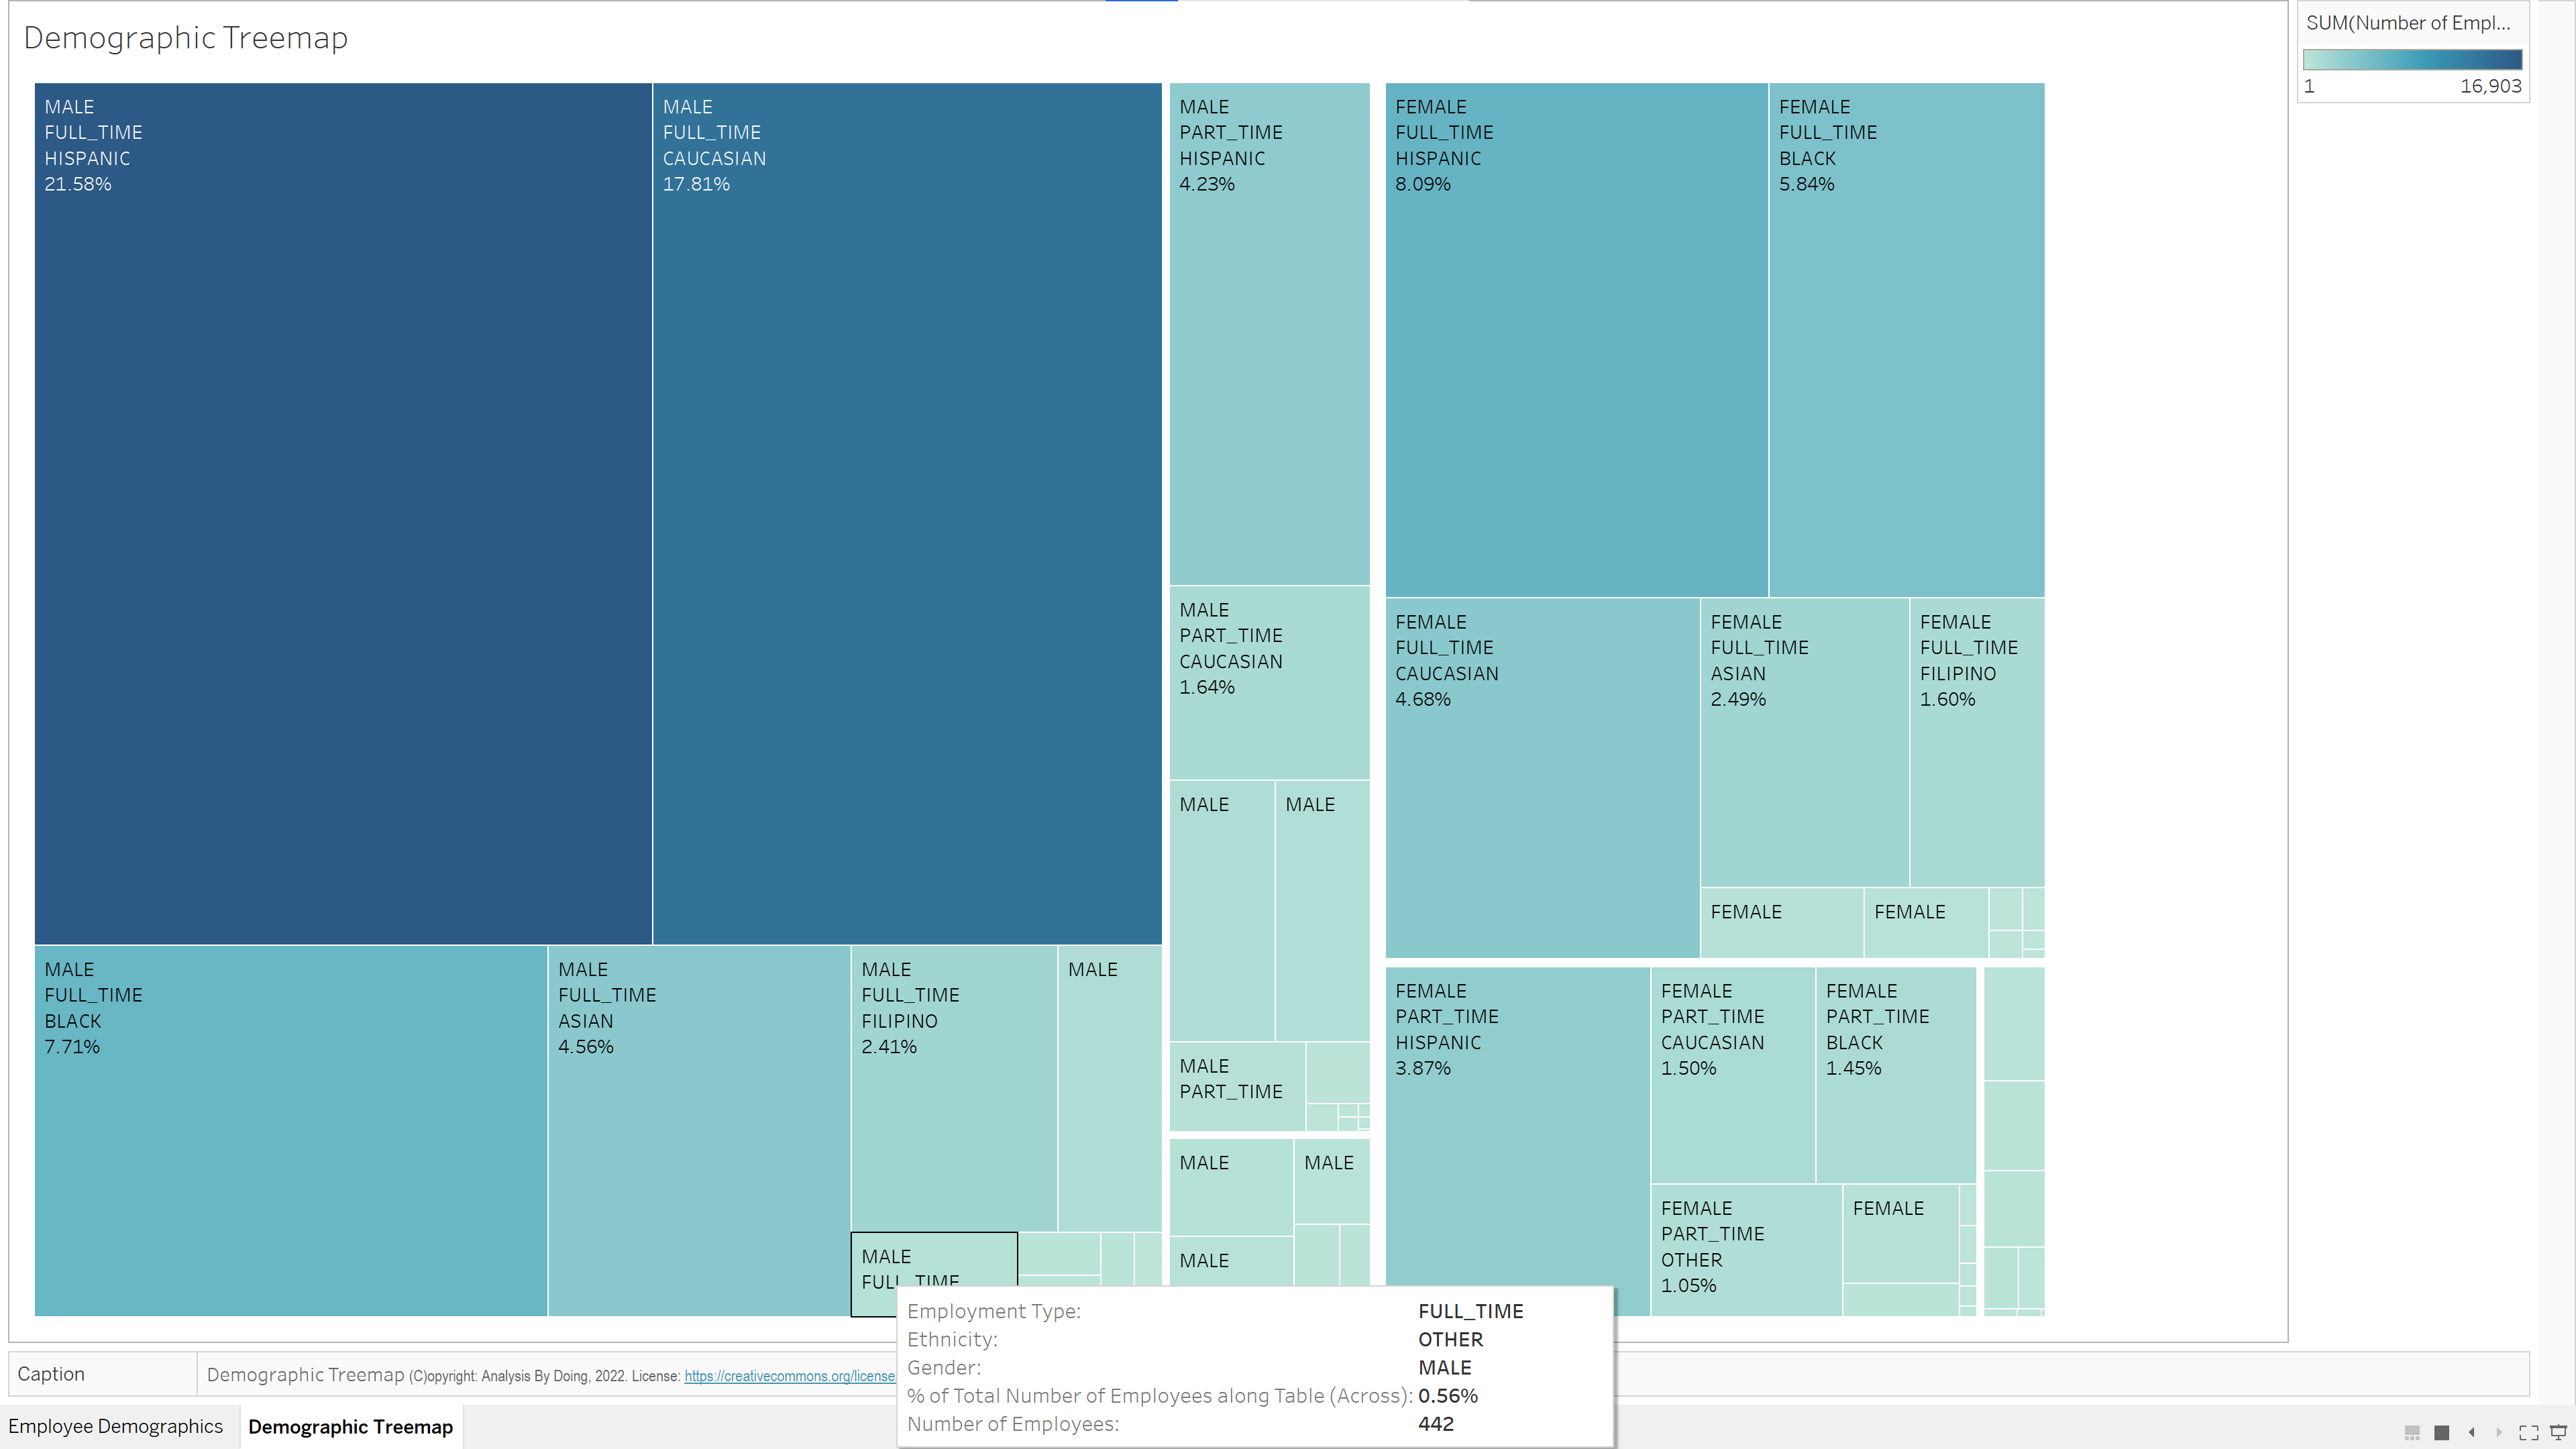 Demographic Treemap
SUM(Number of Empl...
1 16,903
MALE
FULL_TIME
HISPANIC
21.58%
MALE
FULL_TIME
CAUCASIAN
17.81%
MALE
PART_TIME
HISPANIC
4.23%
FEMALE
FULL_TIME
HISPANIC
8.09%
FEMALE
FULL_TIME
BLACK
5.84%
MALE
PART_TIME
CAUCASIAN
1.64%
FEMALE
FULL_TIME
CAUCASIAN
4.68%
FEMALE
FULL_TIME
ASIAN
2.49%
FEMALE
FULL_TIME
FILIPINO
1.60%
MALE
MALE
FEMALE
FEMALE
MALE
FULL_TIME
BLACK
7.71%
MALE
FULL_TIME
ASIAN
4.56%
MALE
FULL_TIME
FILIPINO
2.41%
MALE
MALE
PART_TIME
FEMALE
PART_TIME
HISPANIC
3.87%
FEMALE
PART_TIME
CAUCASIAN
1.50%
FEMALE
PART_TIME
BLACK
1.45%
MALE
MALE
MALE
FEMALE
PART_TIME
OTHER
1.05%
FEMALE
MALE
FULL_TIME
Employment Type: FULL_TIME
Ethnicity: OTHER
Gender: MALE
% of Total Number of Employees along Table (Across): 0.56%
Number of Employees: 442
Caption
Demographic Treemap (C)opyright: Analysis By Doing, 2022. License: https://creativecommons.org/license
Employee Demographics
Demographic Treemap